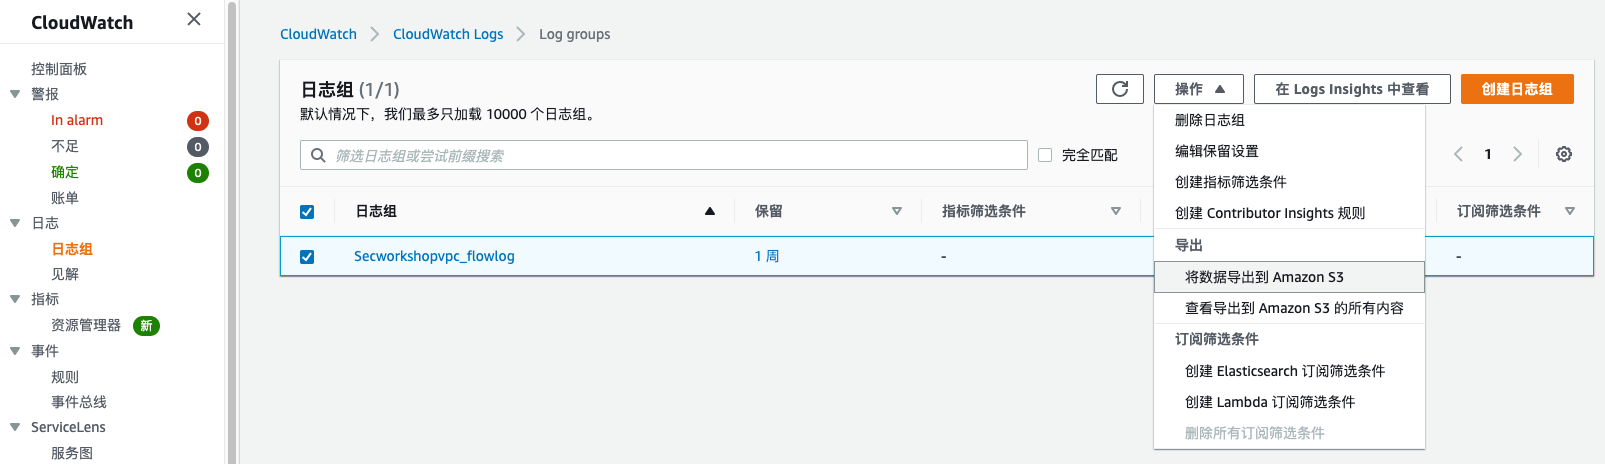 CloudWatch
控制面板
警报
In alarm 0
不足 0
确定 0
账单
日志
日志组
见解
指标
资源管理器 新
事件
规则
事件总线
ServiceLens
服务图
CloudWatch CloudWatch Logs Log groups
日志组 (1/1)
默认情况下，我们最多只加载 10000 个日志组。
操作
在 Logs Insights 中查看
创建日志组
筛选日志组或尝试前缀搜索
完全匹配
1
日志组 保留 指标筛选条件 订阅筛选条件
Secworkshopvpc_flowlog 1 周 - -
删除日志组
编辑保留设置
创建指标筛选条件
创建 Contributor Insights 规则
导出
将数据导出到 Amazon S3
查看导出到 Amazon S3 的所有内容
订阅筛选条件
创建 Elasticsearch 订阅筛选条件
创建 Lambda 订阅筛选条件
删除所有订阅筛选条件